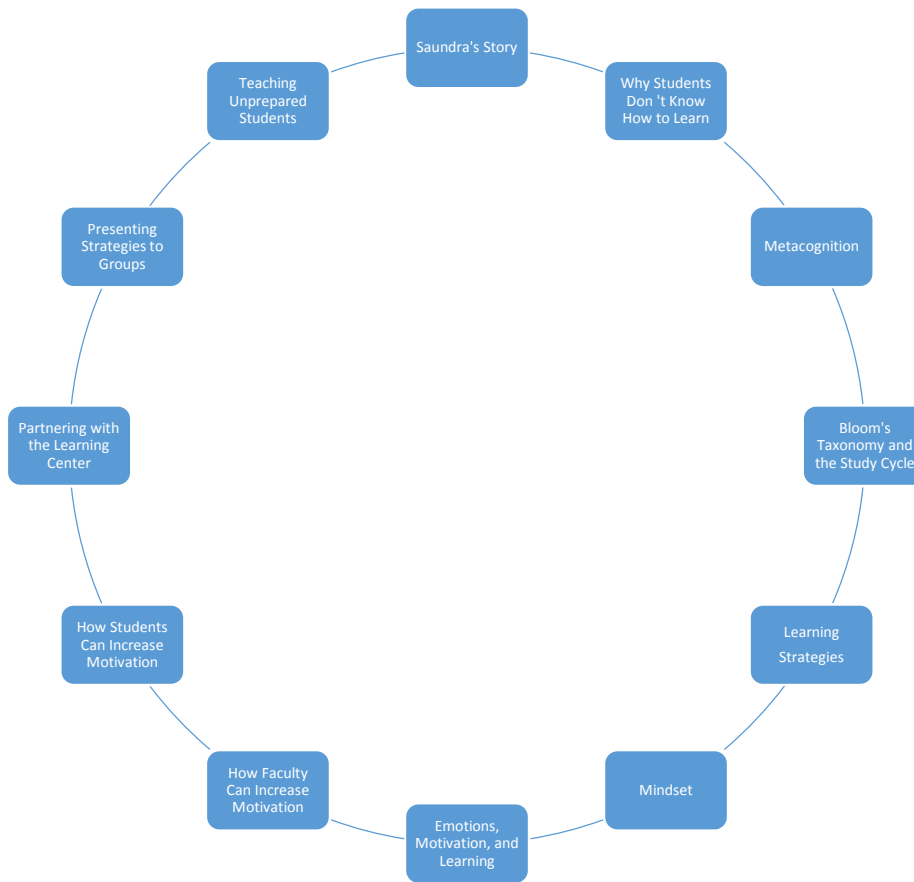 Saundra's Story
Why Students
Don 't Know
How to Learn
Metacognition
Bloom's
Taxonomy and
the Study Cycle
Learning
Strategies
Mindset
Emotions,
Motivation, and
Learning
How Faculty
Can Increase
Motivation
How Students
Can Increase
Motivation
Partnering with
the Learning
Center
Presenting
Strategies to
Groups
Teaching
Unprepared
Students